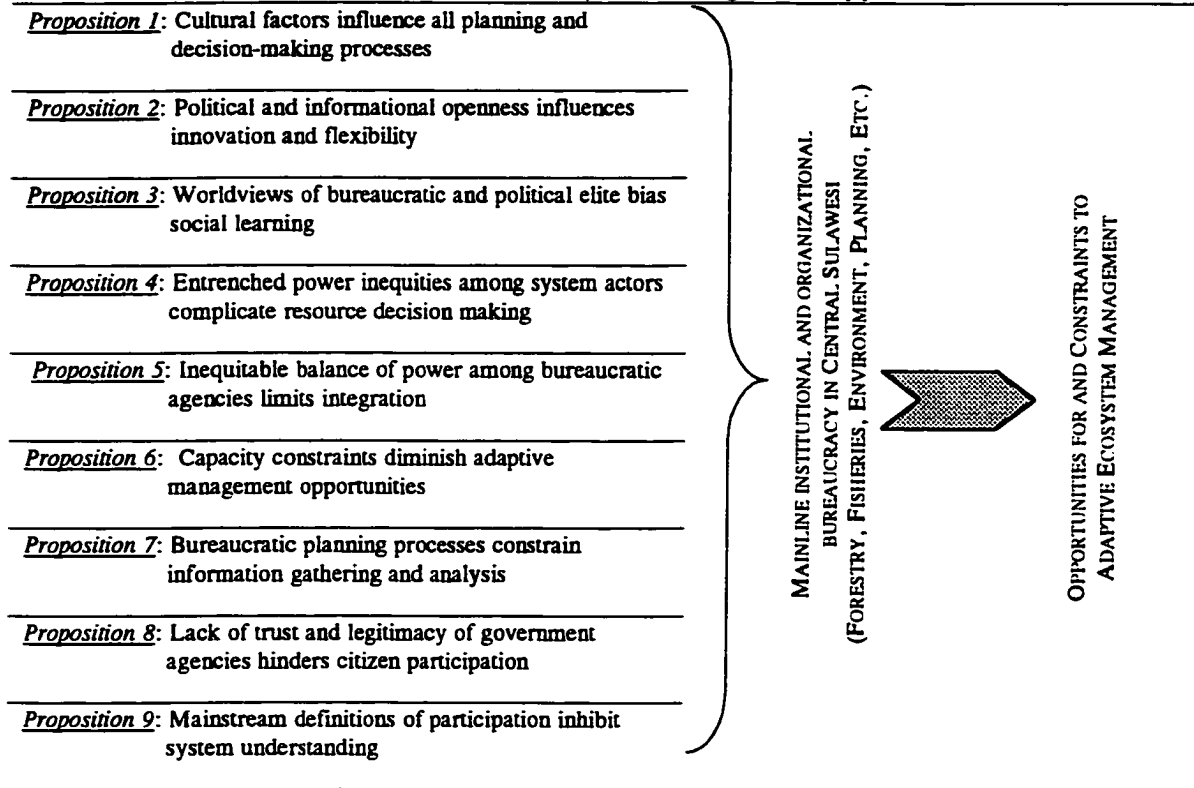 Proposition 1: Cultural factors influence all planning and
decision-making processes
Proposition 2: Political and informational openness influences
innovation and flexibility
Proposition 3: Worldviews of bureaucratic and political elite bias
social learning
Proposition 4: Entrenched power inequities among system actors
complicate resource decision making
Proposition 5: Inequitable balance of power among bureaucratic
agencies limits integration
Proposition 6: Capacity constraints diminish adaptive
management opportunities
Proposition 7: Bureaucratic planning processes constrain
information gathering and analysis
Proposition 8: Lack of trust and legitimacy of government
agencies hinders citizen participation
Proposition 9: Mainstream definitions of participation inhibit
system understanding
MAINLINE INSTITUTIONAL AND ORGANIZATIONAL
BUREAUCRACY IN CENTRAL SULAWESI
(FORESTRY, FISHERIES, ENVIRONMENT, PLANNING, ETC.)
OPPORTUNITIES FOR AND CONSTRAINTS TO
ADAPTIVE ECOSYSTEM MANAGEMENT